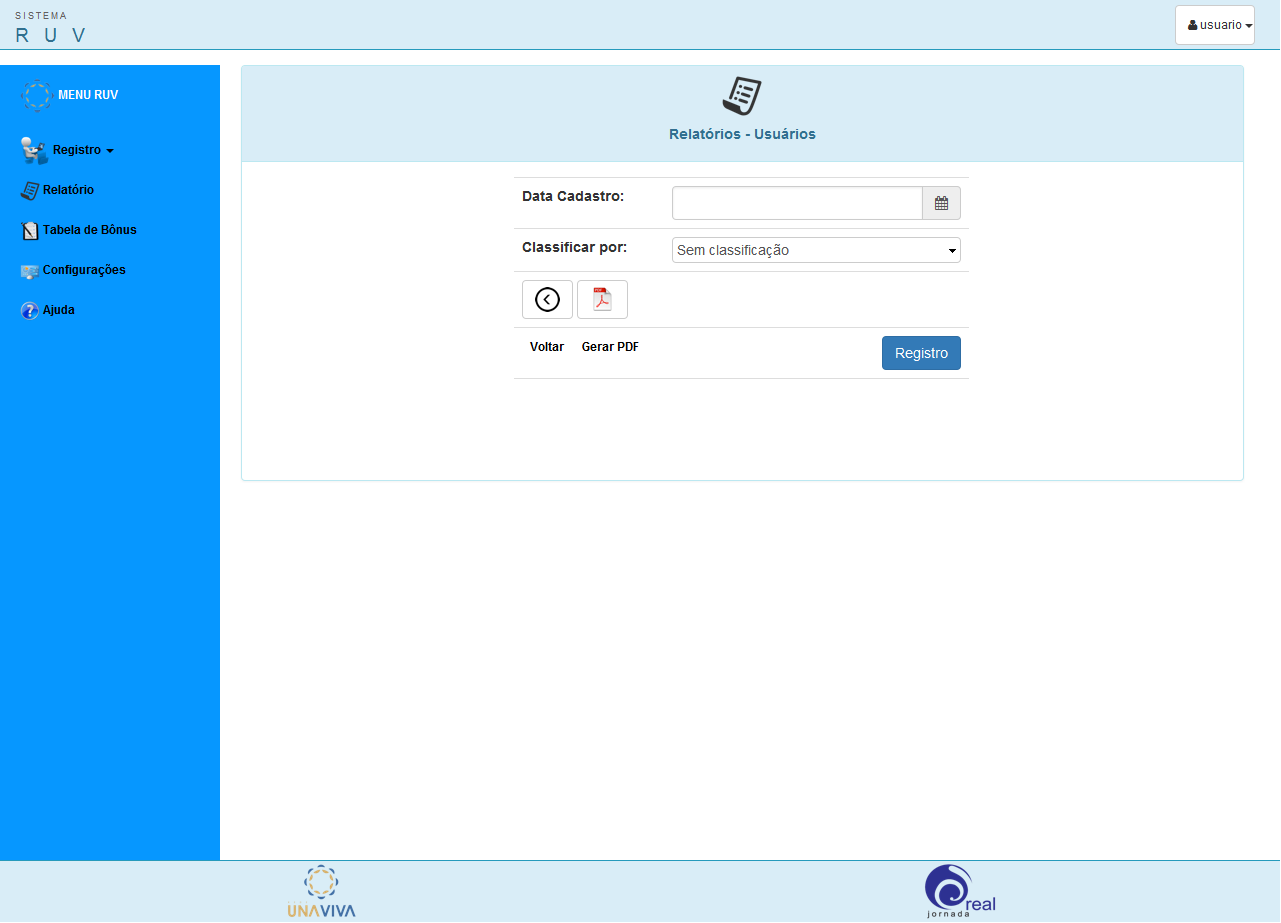 SISTEMA
R U V
usuario
MENU RUV
Registro
Relatório
Tabela de Bônus
Configurações
Ajuda
Relatórios - Usuários
Data Cadastro:
Classificar por:
Sem classificação
PDF
Voltar
Gerar PDF
Registro
UNAVIVA
real
jornada